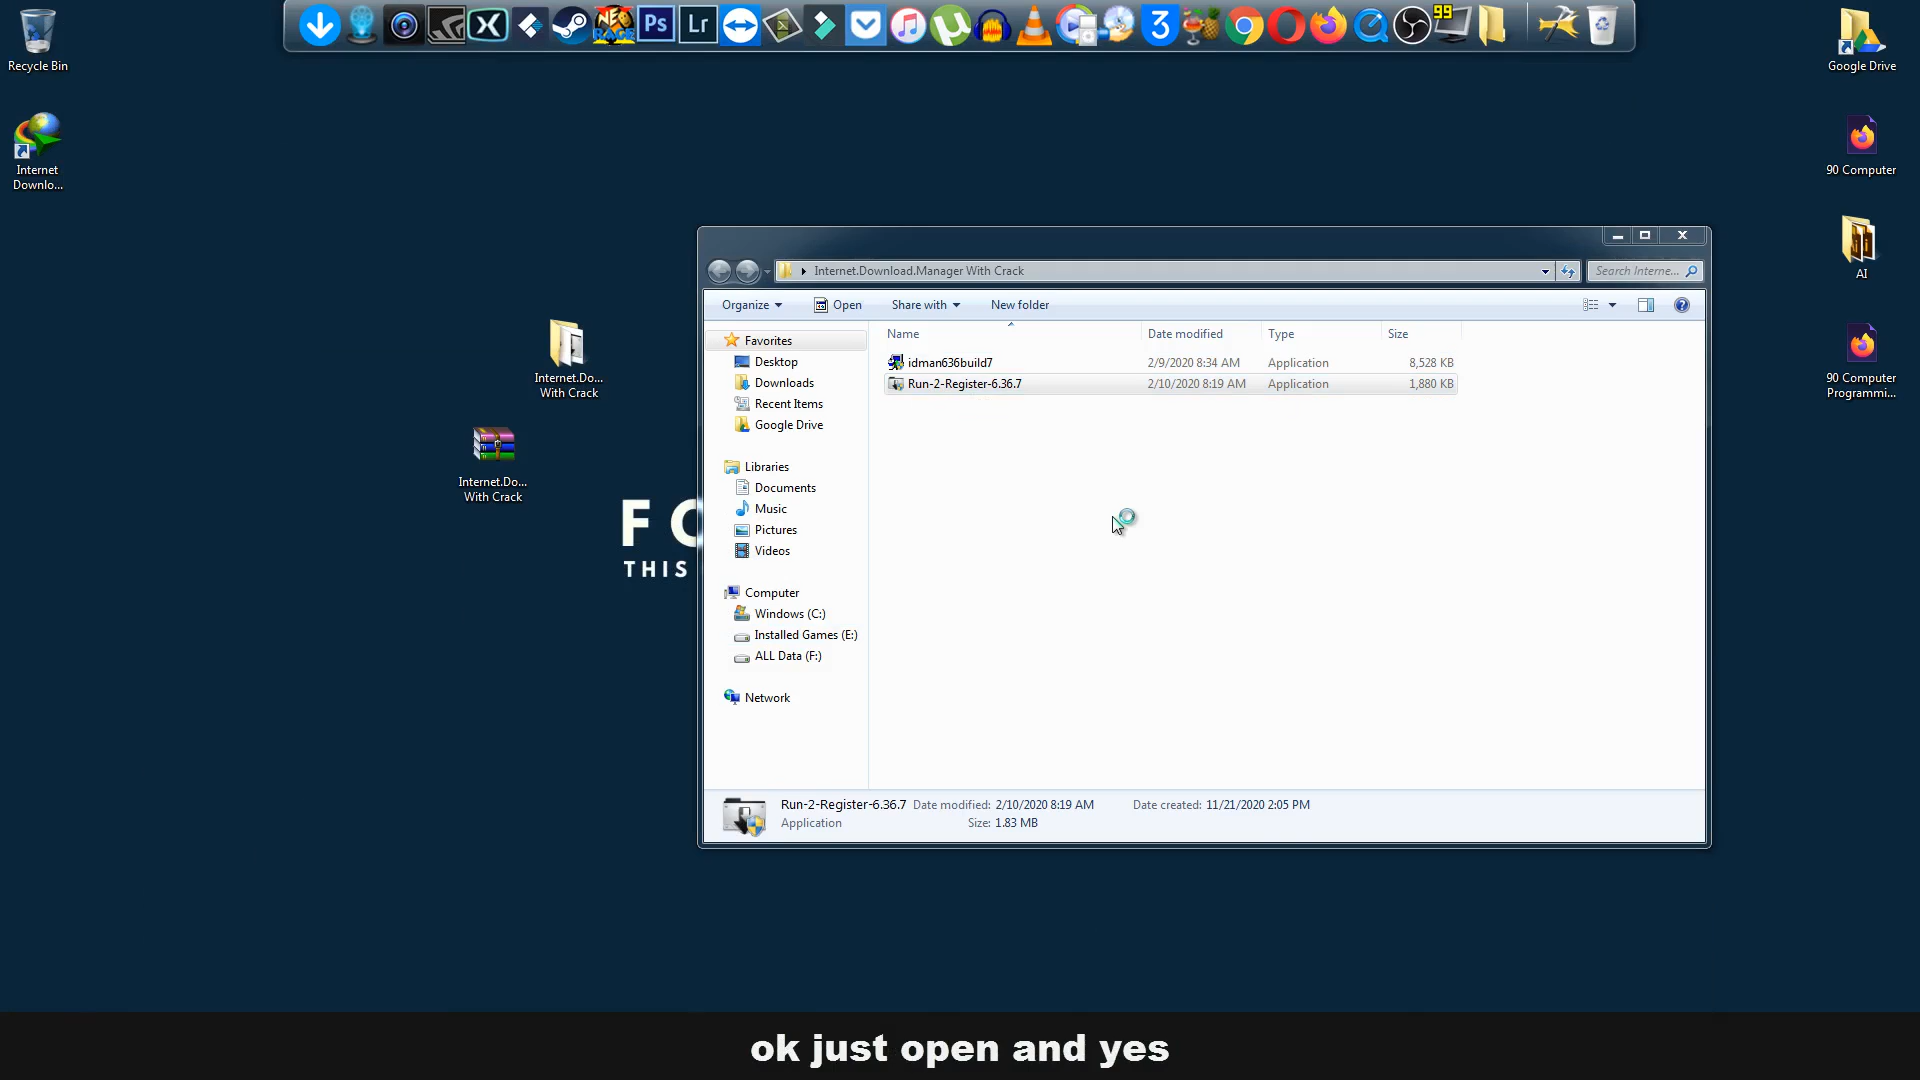 Recycle Bin
Internet
Downlo...
Ps
Lr
3
99
Google Drive
90 Computer
AI
90 Computer
Programmi...
Internet.Do...
With Crack
Internet.Do...
With Crack
FO
THIS
Internet.Download.Manager With Crack
Search Interne...
Organize
Open
Share with
New folder
Name
Date modified
Type
Size
Favorites
Desktop
Downloads
Recent Items
Google Drive
Libraries
Documents
Music
Pictures
Videos
Computer
Windows (C:)
Installed Games (E:)
ALL Data (F:)
Network
idman636build7 2/9/2020 8:34 AM Application 8,528 KB
Run-2-Register-6.36.7 2/10/2020 8:19 AM Application 1,880 KB
Run-2-Register-6.36.7 Date modified: 2/10/2020 8:19 AM Date created: 11/21/2020 2:05 PM
Application Size: 1.83 MB
ok just open and yes